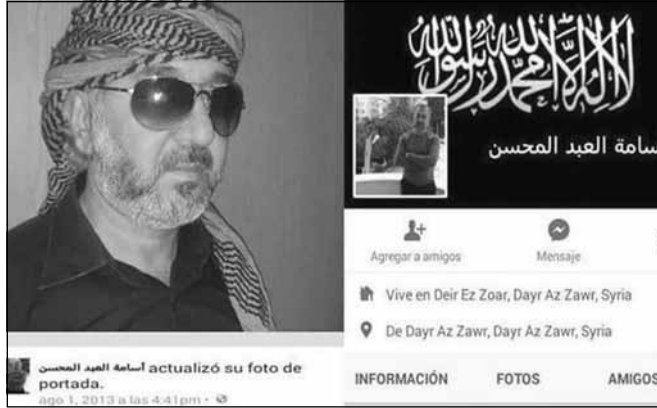 أسامة العبد المحسن actualizó su foto de
portada.
ago 1, 2013 a las 4:41pm •
لا إله إلا الله محمد رسول الله
سامة العبد المحسن
Agregar a amigos
Mensaje
Vive en Deir Ez Zoar, Dayr Az Zawr, Syria
De Dayr Az Zawr, Dayr Az Zawr, Syria
INFORMACIÓN FOTOS AMIGOS